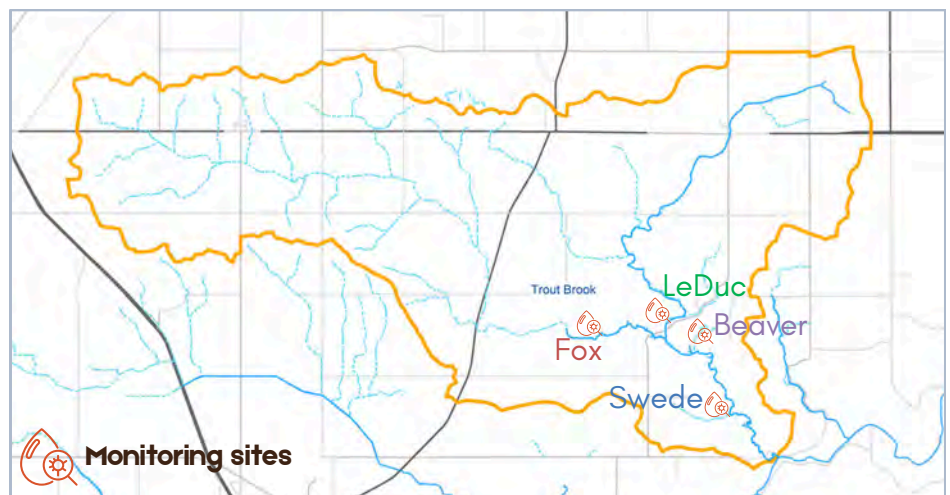 Trout Brook
LeDuc
Beaver
Fox
Swede
Monitoring sites